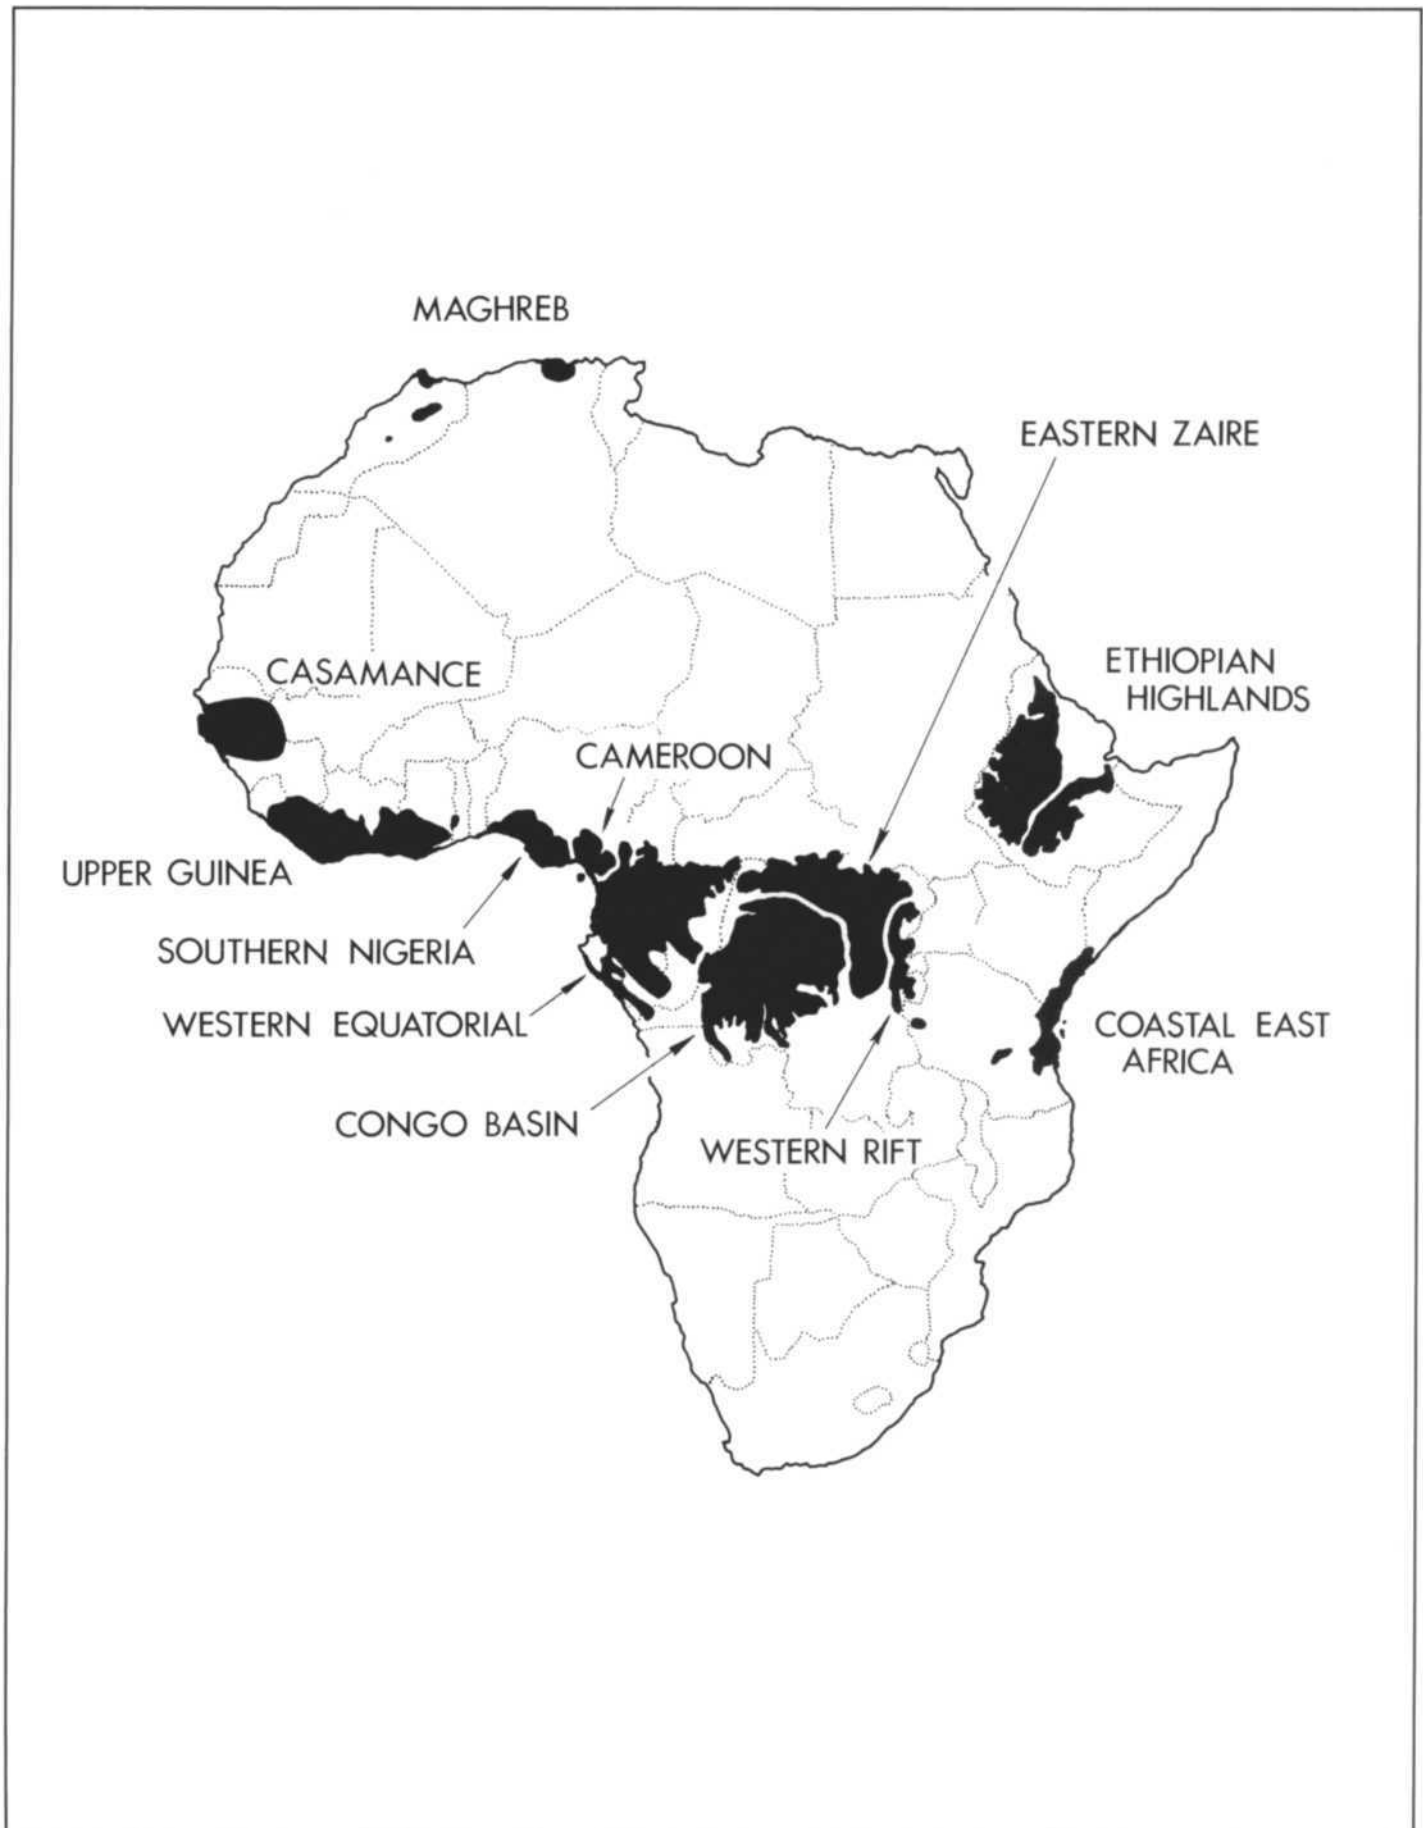 MAGHREB
EASTERN ZAIRE
CASAMANCE
ETHIOPIAN
HIGHLANDS
CAMEROON
UPPER GUINEA
SOUTHERN NIGERIA
WESTERN EQUATORIAL
COASTAL EAST
AFRICA
CONGO BASIN
WESTERN RIFT